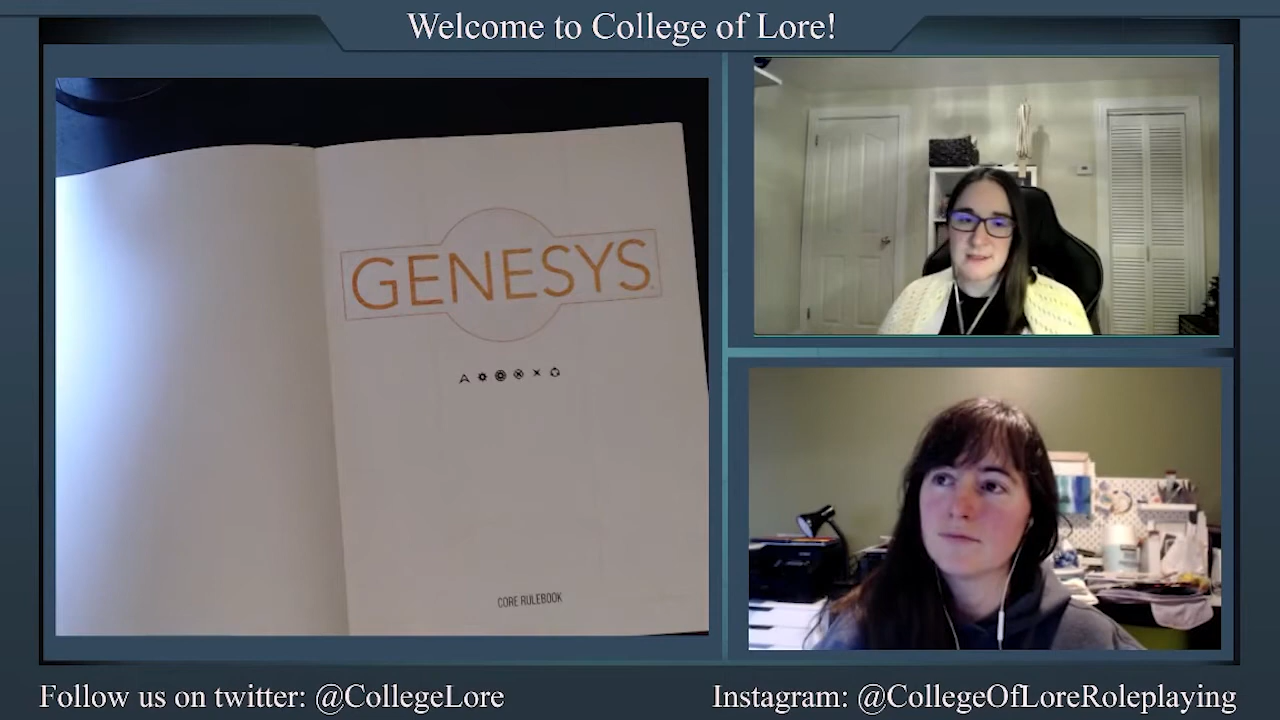 Welcome to College of Lore!
GENESYS
CORE RULEBOOK
Follow us on twitter: @CollegeLore
Instagram: @CollegeOfLoreRoleplaying